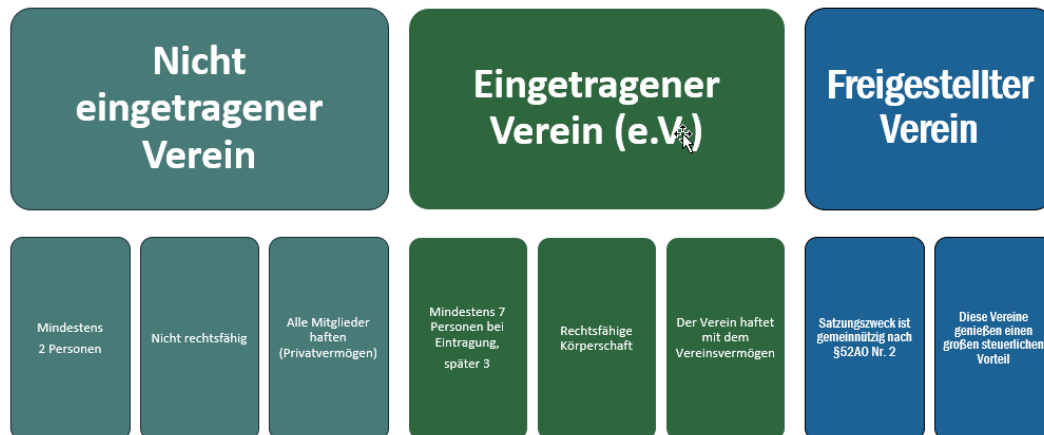 Nicht
eingetragener
Verein
Eingetragener
Verein (e.V.)
Freigestellter
Verein
Mindestens
2 Personen
Nicht rechtsfähig
Alle Mitglieder
haften
(Privatvermögen)
Mindestens 7
Personen bei
Eintragung,
später 3
Rechtsfähige
Körperschaft
Der Verein haftet
mit dem
Vereinsvermögen
Satzungszweck ist
gemeinnützig nach
§52AO Nr. 2
Diese Vereine
genießen einen
großen steuerlichen
Vorteil